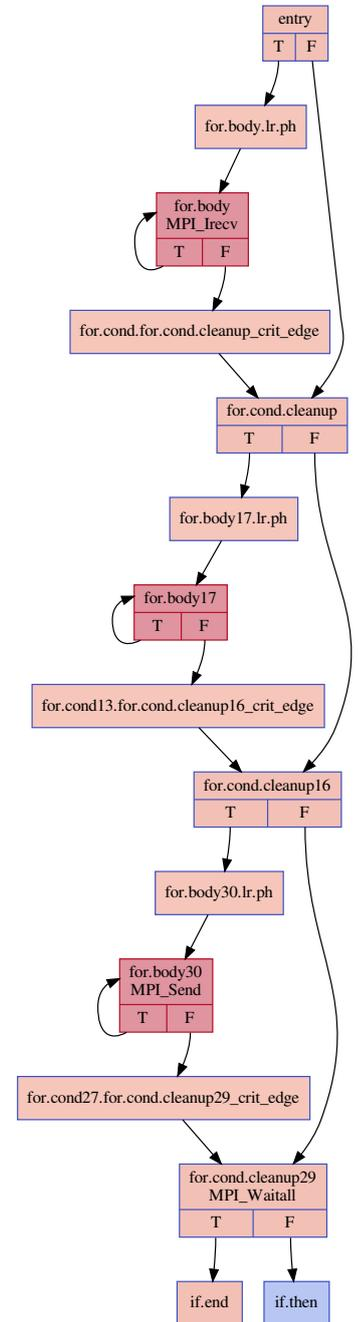 entry
T F
for.body.lr.ph
for.body
MPI_Irecv
T F
for.cond.for.cond.cleanup_crit_edge
for.cond.cleanup
T F
for.body17.lr.ph
for.body17
T F
for.cond13.for.cond.cleanup16_crit_edge
for.cond.cleanup16
T F
for.body30.lr.ph
for.body30
MPI_Send
T F
for.cond27.for.cond.cleanup29_crit_edge
for.cond.cleanup29
MPI_Waitall
T F
if.end if.then